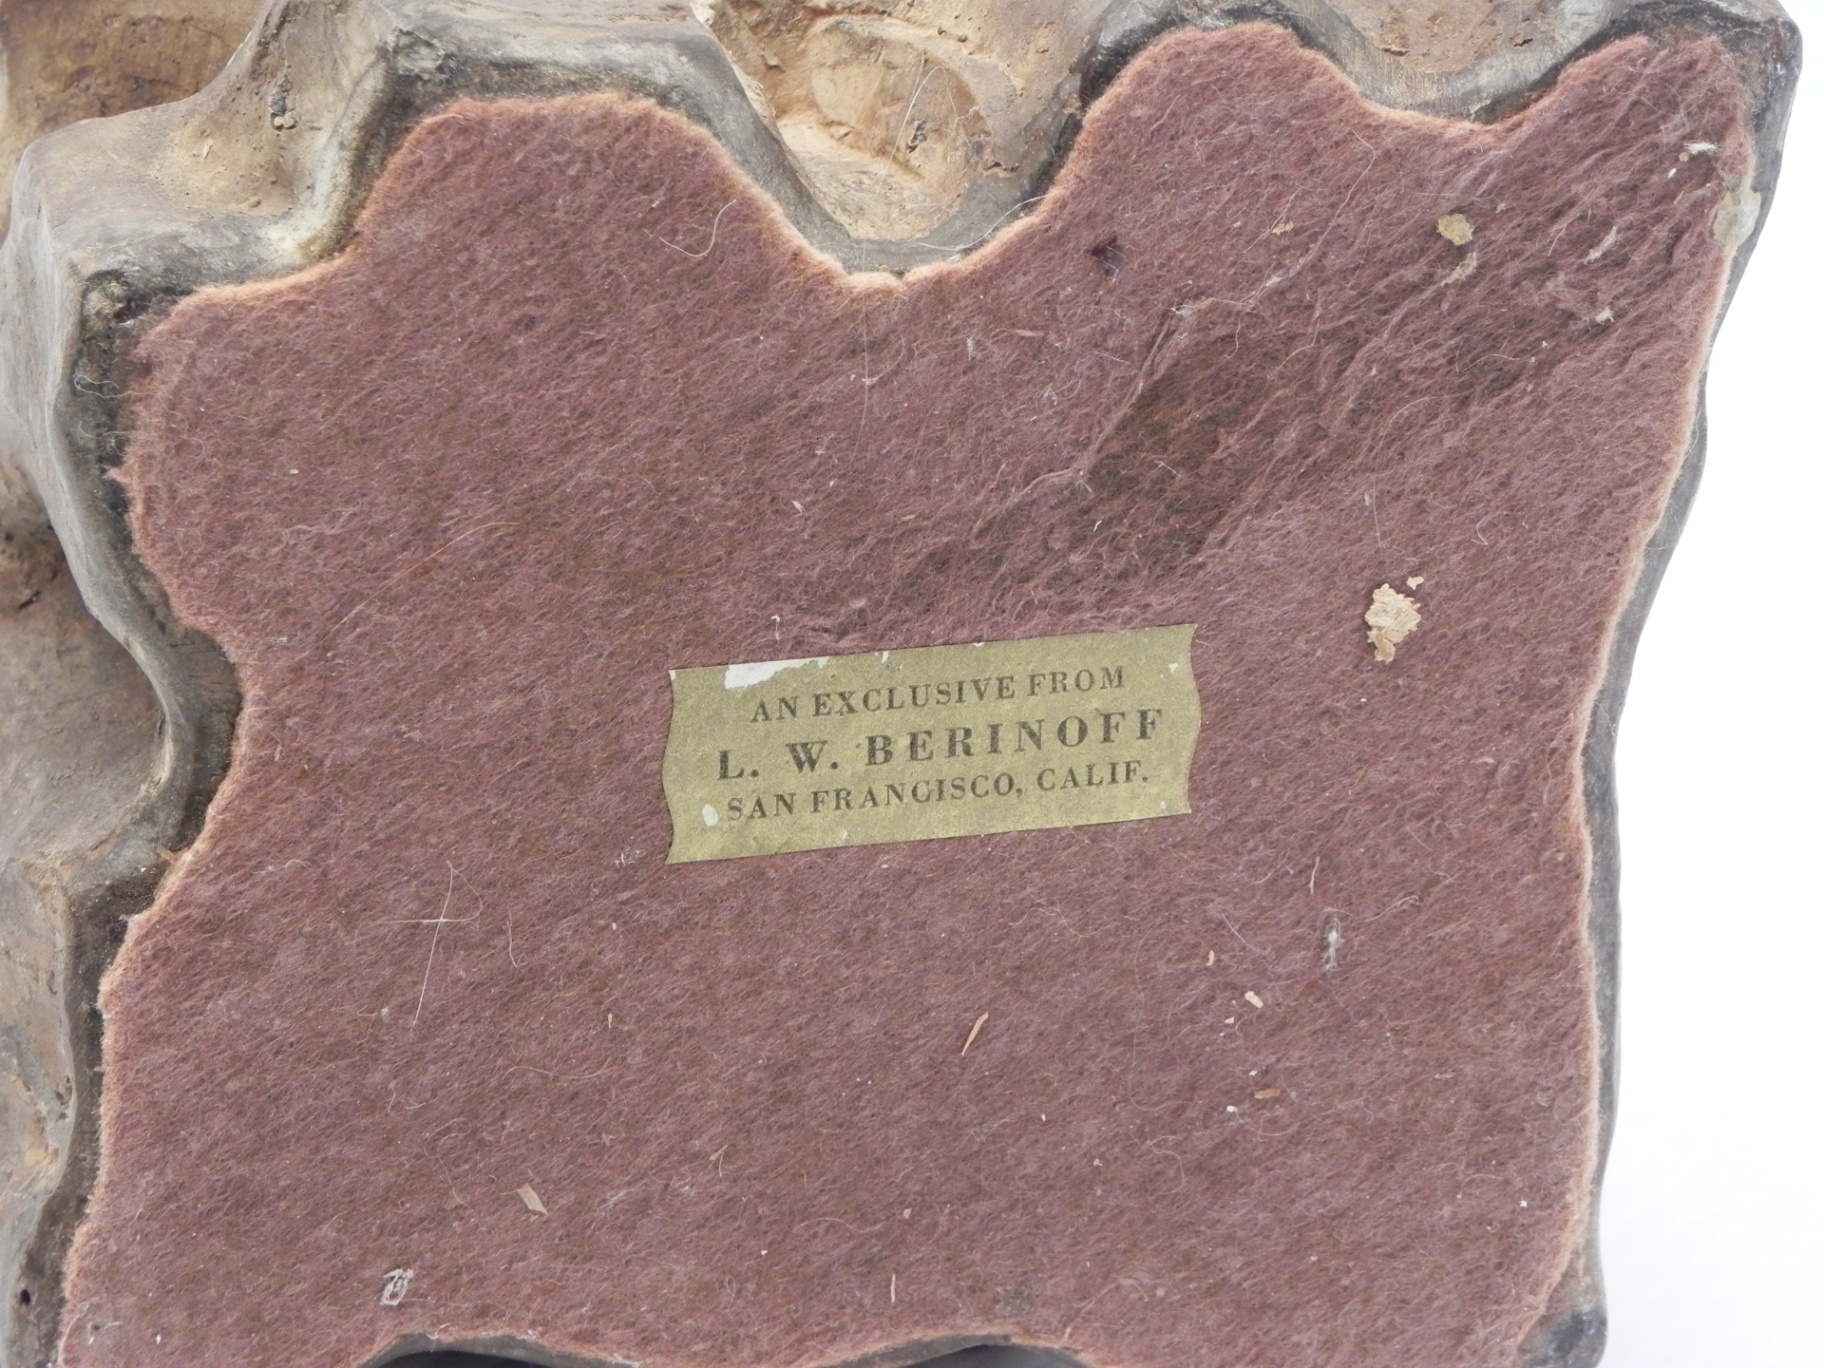 AN EXCLUSIVE FROM
L. W. BERINOFF
SAN FRANCISCO, CALIF.